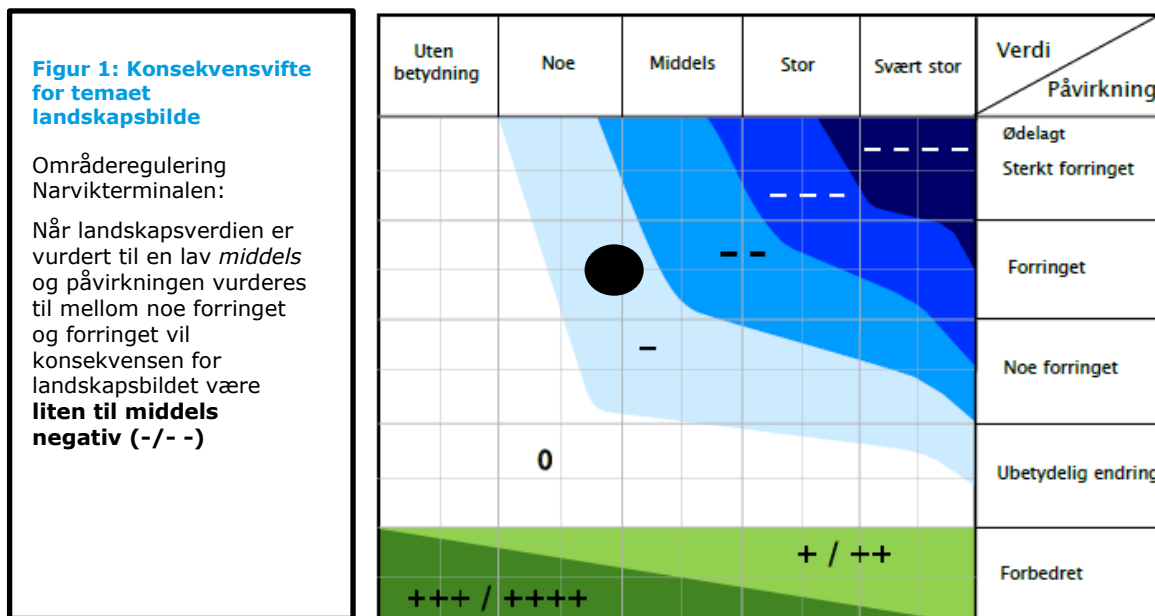 Figur 1: Konsekvensvifte
for temaet
landskapsbilde
Områderegulering
Narvikterminalen:
Når landskapsverdien er
vurdert til en lav middels
og påvirkningen vurderes
til mellom noe forringet
og forringet vil
konsekvensen for
landskapsbildet være
liten til middels
negativ (-/- -)
Uten
betydning
Noe
Middels
Stor
Svært stor
Verdi
Påvirkning
Ødelagt
Sterkt forringet
Forringet
Noe forringet
Ubetydelig endring
Forbedret
– – – –
– – –
– –
–
0
+ / ++
+++ / ++++